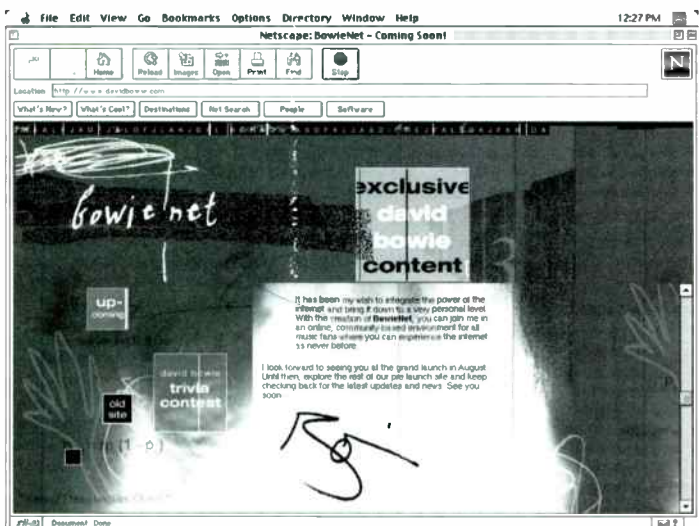 File Edit View Go Bookmarks Options Directory Window Help 12:27 PM
Netscape: BowieNet – Coming Soon!
Home Reload Images Open Print Find Stop
N
Location http://www.davidbowie.com
What's New? What's Cool? Destinations Net Search People Software
bowie net
exclusive
david
bowie
content
up-
coming
It has been my wish to integrate the power of the
internet and bring it down to a very personal level
With the creation of BowieNet, you can join me in
an online, community-based environment for all
music fans where you can experience the internet
as never before.
I look forward to seeing you at the grand launch in August.
Until then, explore the rest of our pre launch site and keep
checking back for the latest updates and news. See you
soon
david bowie
trivia
contest
old
site
Document Done